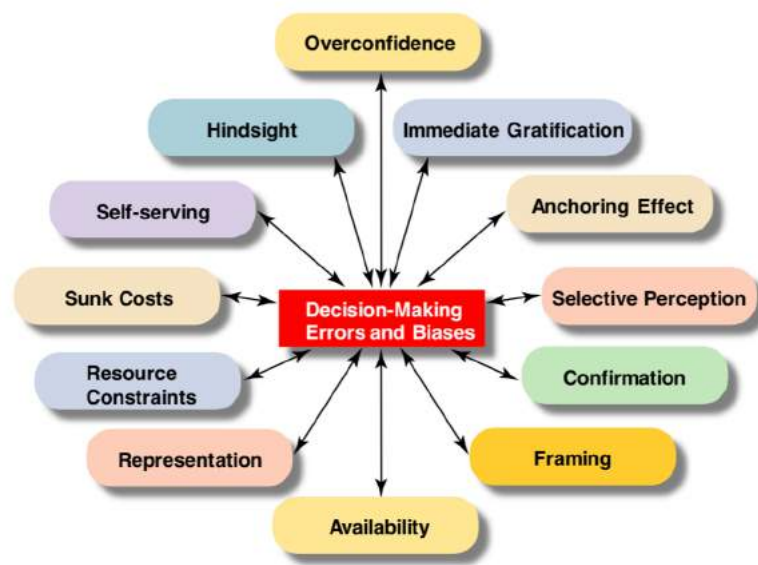 Overconfidence
Hindsight
Immediate Gratification
Self-serving
Anchoring Effect
Sunk Costs
Decision-Making
Errors and Biases
Selective Perception
Resource
Constraints
Confirmation
Representation
Framing
Availability